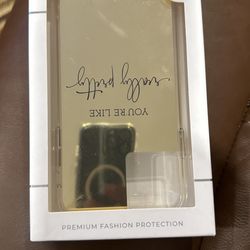 YOU'RE LIKE
really pretty
PREMIUM FASHION PROTECTION